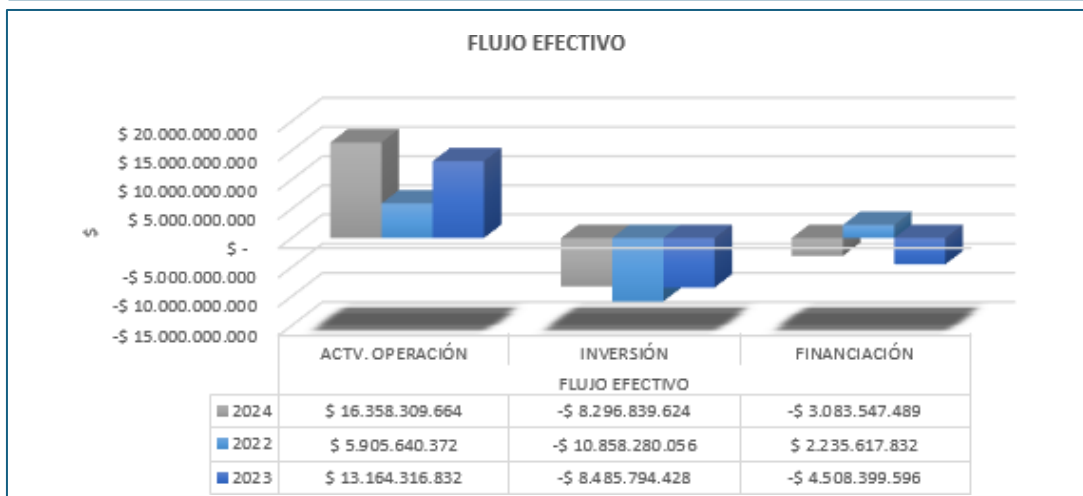 FLUJO EFECTIVO
$ 20.000.000.000
$ 15.000.000.000
$ 10.000.000.000
$ 5.000.000.000
$ -
-$ 5.000.000.000
-$ 10.000.000.000
-$ 15.000.000.000
$
ACTV. OPERACIÓN INVERSIÓN FINANCIACIÓN
FLUJO EFECTIVO
2024 $ 16.358.309.664 -$ 8.296.839.624 -$ 3.083.547.489
2022 $ 5.905.640.372 -$ 10.858.280.056 $ 2.235.617.832
2023 $ 13.164.316.832 -$ 8.485.794.428 -$ 4.508.399.596